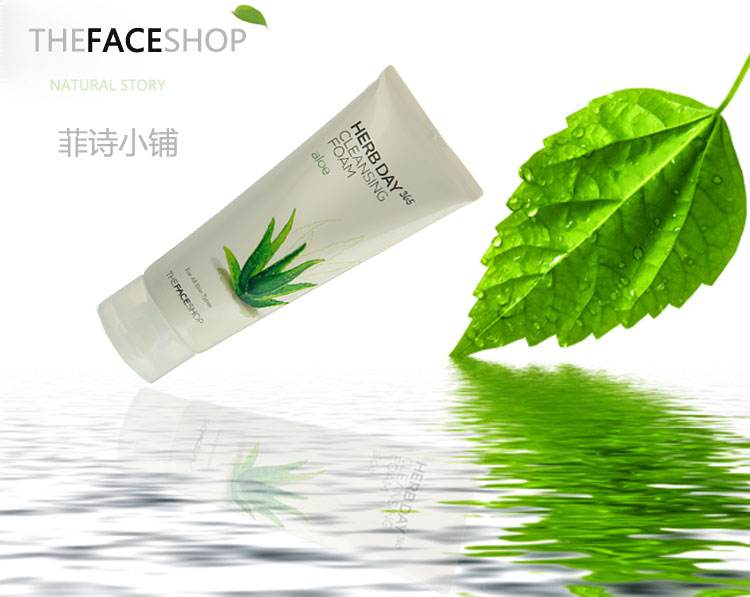 THEFACESHOP
NATURAL STORY
菲诗小铺
HERB DAY 365
CLEANSING
FOAM
aloe
For All Skin Types
THEFACESHOP